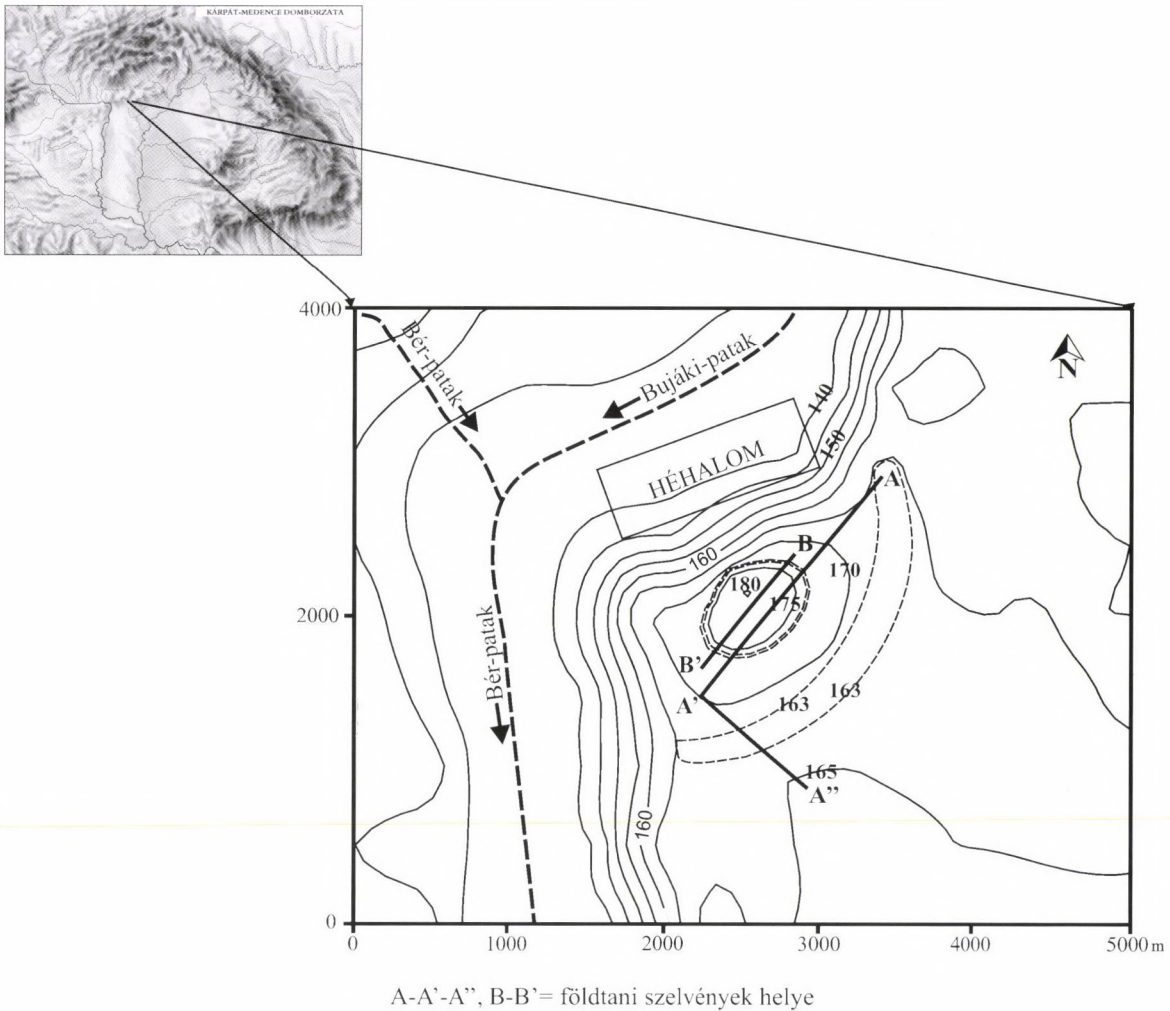 KÁRPÁT-MEDENCE DOMBORZATA
4000
Bér-patak
Bujáki-patak
N
140
150
HÉHALOM
A
160
B
170
180
175
2000
B'
A'
163
163
Bér-patak
165
A''
160
0
0
1000
2000
3000
4000
5000 m
A-A'-A'', B-B'= földtani szelvények helye